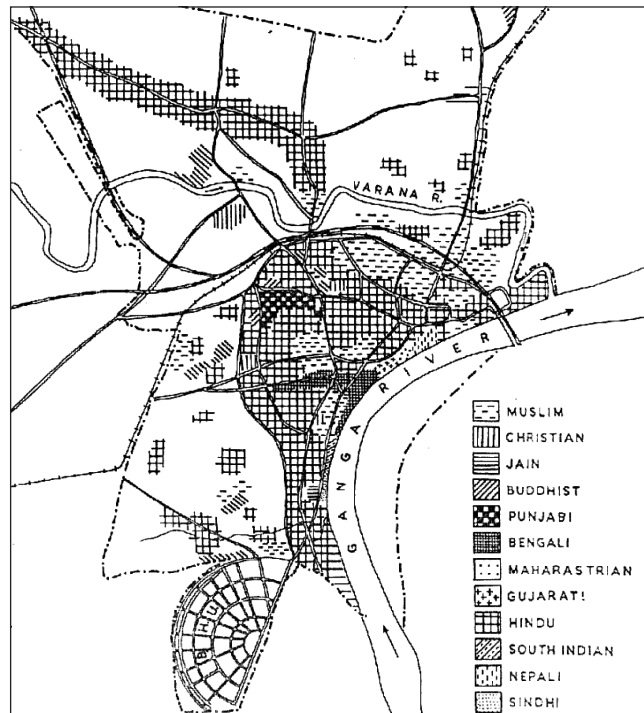 VARANA R.
GANGA RIVER
B H U
MUSLIM
CHRISTIAN
JAIN
BUDDHIST
PUNJABI
BENGALI
MAHARASTRIAN
GUJARATI
HINDU
SOUTH INDIAN
NEPALI
SINDHI